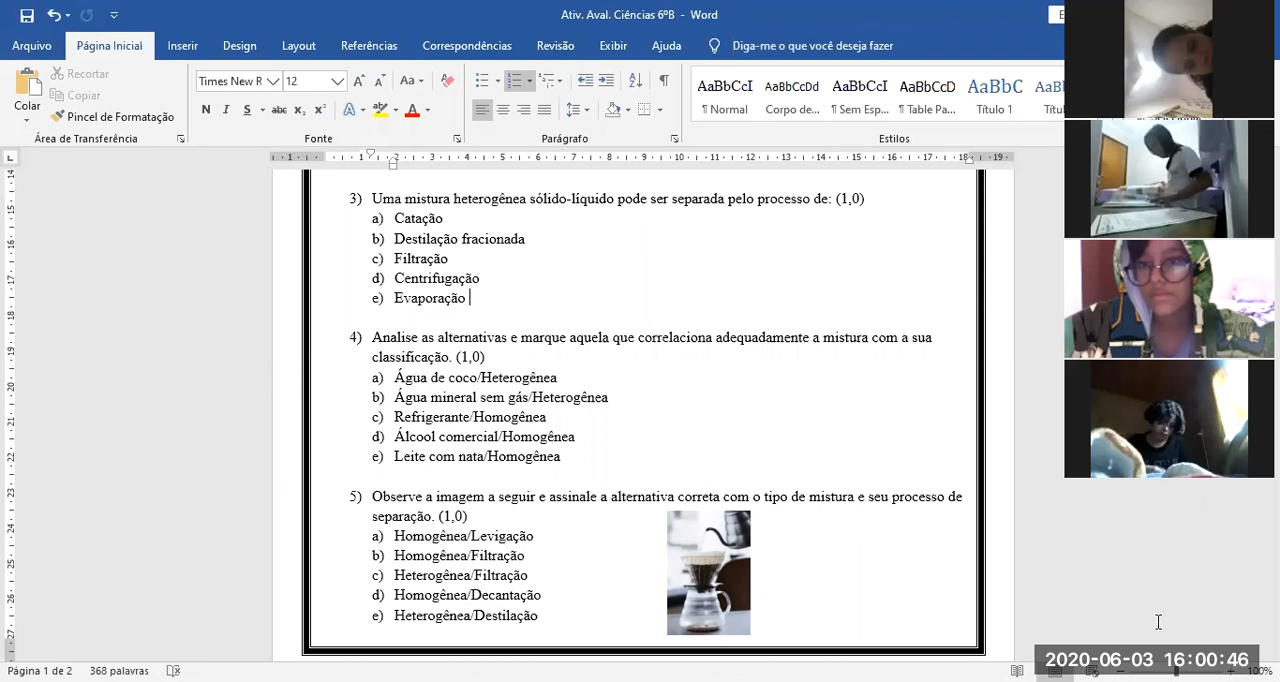 Ativ. Aval. Ciências 6ºB - Word
Arquivo Página Inicial Inserir Design Layout Referências Correspondências Revisão Exibir Ajuda Diga-me o que você deseja fazer
Colar
Recortar
Copiar
Pincel de Formatação
Área de Transferência
Times New R 12
Fonte
Parágrafo
AaBbCcI AaBbCcDd AaBbCcI AaBbCcD AaBbC
¶ Normal Corpo de... ¶ Sem Esp... ¶ Table Pa... Título 1
Estilos
3) Uma mistura heterogênea sólido-líquido pode ser separada pelo processo de: (1,0)
a) Catação
b) Destilação fracionada
c) Filtração
d) Centrifugação
e) Evaporação
4) Analise as alternativas e marque aquela que correlaciona adequadamente a mistura com a sua
classificação. (1,0)
a) Água de coco/Heterogênea
b) Água mineral sem gás/Heterogênea
c) Refrigerante/Homogênea
d) Álcool comercial/Homogênea
e) Leite com nata/Homogênea
5) Observe a imagem a seguir e assinale a alternativa correta com o tipo de mistura e seu processo de
separação. (1,0)
a) Homogênea/Levigação
b) Homogênea/Filtração
c) Heterogênea/Filtração
d) Homogênea/Decantação
e) Heterogênea/Destilação
Página 1 de 2 368 palavras
2020-06-03 16:00:46
100%